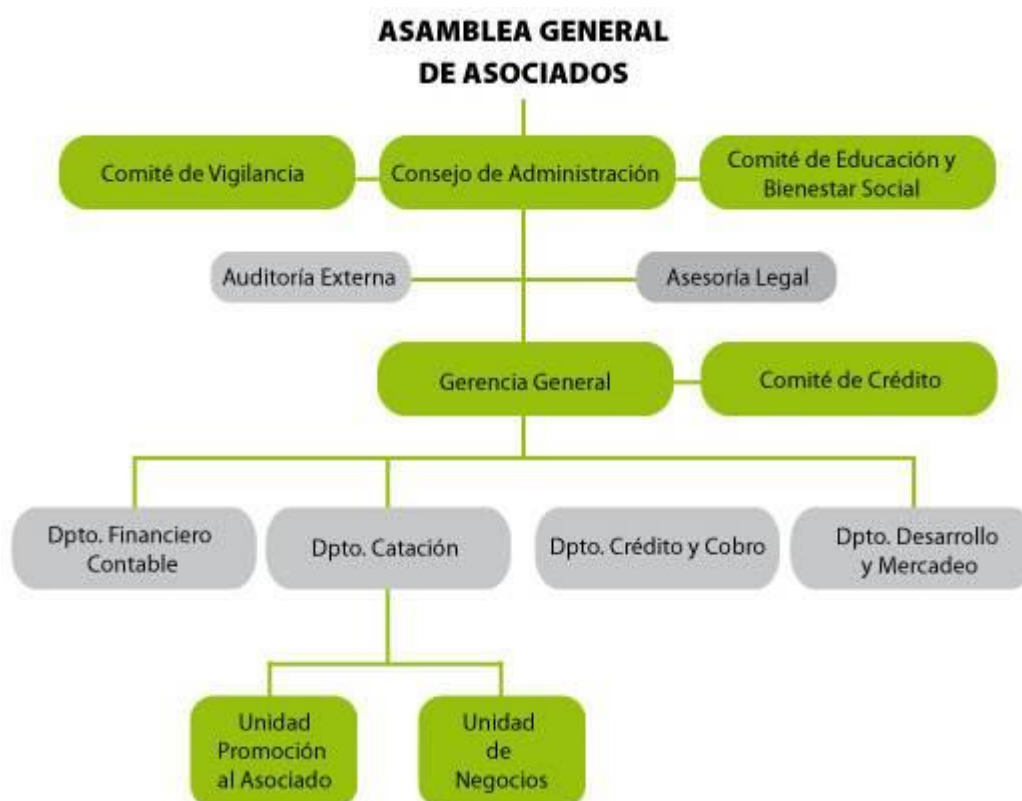 ASAMBLEA GENERAL
DE ASOCIADOS
Comité de Vigilancia
Consejo de Administración
Comité de Educación y
Bienestar Social
Auditoría Externa
Asesoría Legal
Gerencia General
Comité de Crédito
Dpto. Financiero
Contable
Dpto. Catación
Dpto. Crédito y Cobro
Dpto. Desarrollo
y Mercadeo
Unidad
Promoción
al Asociado
Unidad
de
Negocios